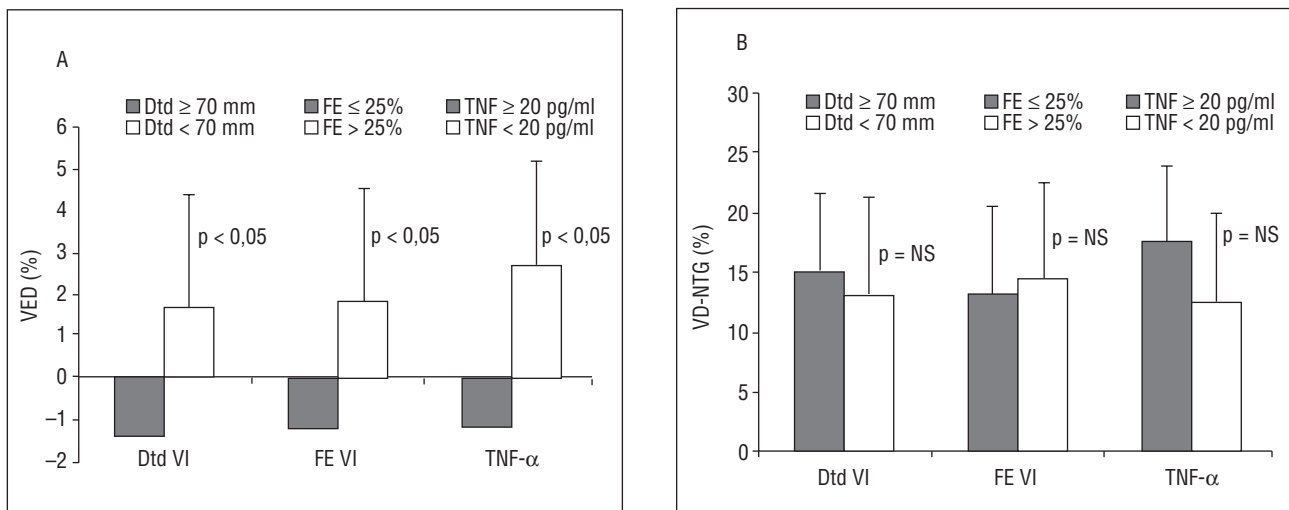 A
Dtd ≥ 70 mm FE ≤ 25% TNF ≥ 20 pg/ml
Dtd < 70 mm FE > 25% TNF < 20 pg/ml
VED (%)
6
5
4
3
2
1
0
–1
–2
p < 0,05 p < 0,05 p < 0,05
Dtd VI FE VI TNF-α
B
Dtd ≥ 70 mm FE ≤ 25% TNF ≥ 20 pg/ml
Dtd < 70 mm FE > 25% TNF < 20 pg/ml
VD-NTG (%)
30
25
20
15
10
5
0
p = NS p = NS p = NS
Dtd VI FE VI TNF-α